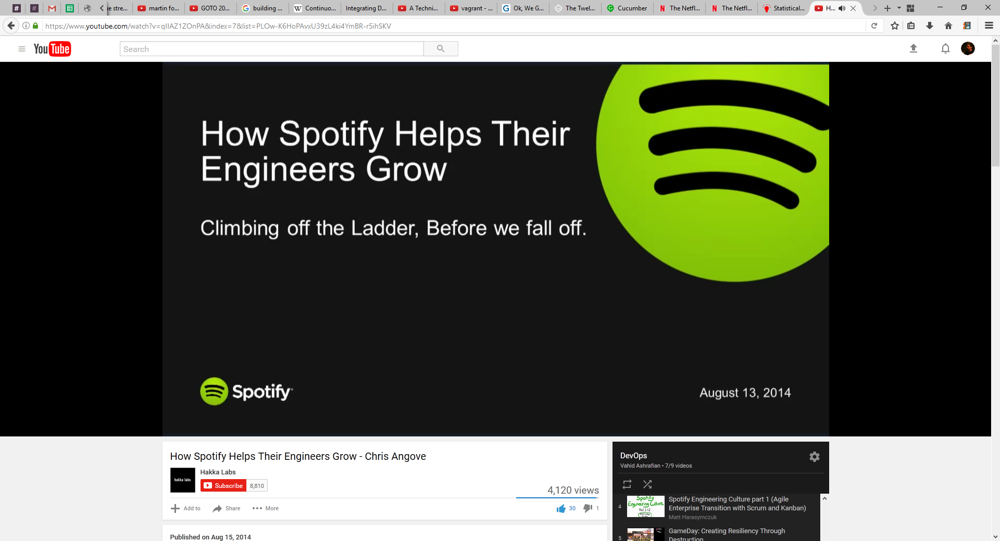 #
#
e stre...
martin fo...
GOTO 20...
building ...
Continuo...
Integrating D...
A Techni...
vagrant - ...
Ok, We G...
The Twel...
Cucumber
The Netfl...
The Netfl...
Statistical...
H...
https://www.youtube.com/watch?v=qIIAZ1ZOnPA&index=7&list=PLOw-K6HoPAvxU39zL4ki4YmBR-r5ihSKV
YouTube
Search
How Spotify Helps Their
Engineers Grow
Climbing off the Ladder, Before we fall off.
Spotify
August 13, 2014
How Spotify Helps Their Engineers Grow - Chris Angove
hakka labs
Hakka Labs
Subscribe 8,810
4,120 views
Add to Share More
30 1
Published on Aug 15, 2014
DevOps
Vahid Ashrafian • 7/9 videos
4
Spotify
Engineering Culture
Part 1 of 2
Spotify Engineering Culture part 1 (Agile
Enterprise Transition with Scrum and Kanban)
Matt Harasymczuk
5
GameDay: Creating Resiliency Through
Destruction